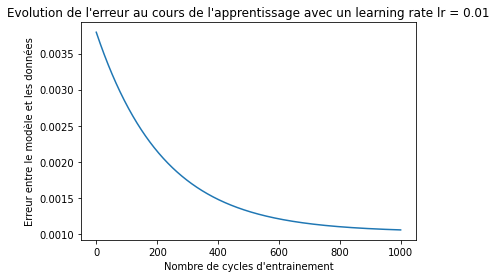 Evolution de l'erreur au cours de l'apprentissage avec un learning rate lr = 0.01
Erreur entre le modèle et les données
0.0035
0.0030
0.0025
0.0020
0.0015
0.0010
0 200 400 600 800 1000
Nombre de cycles d'entrainement